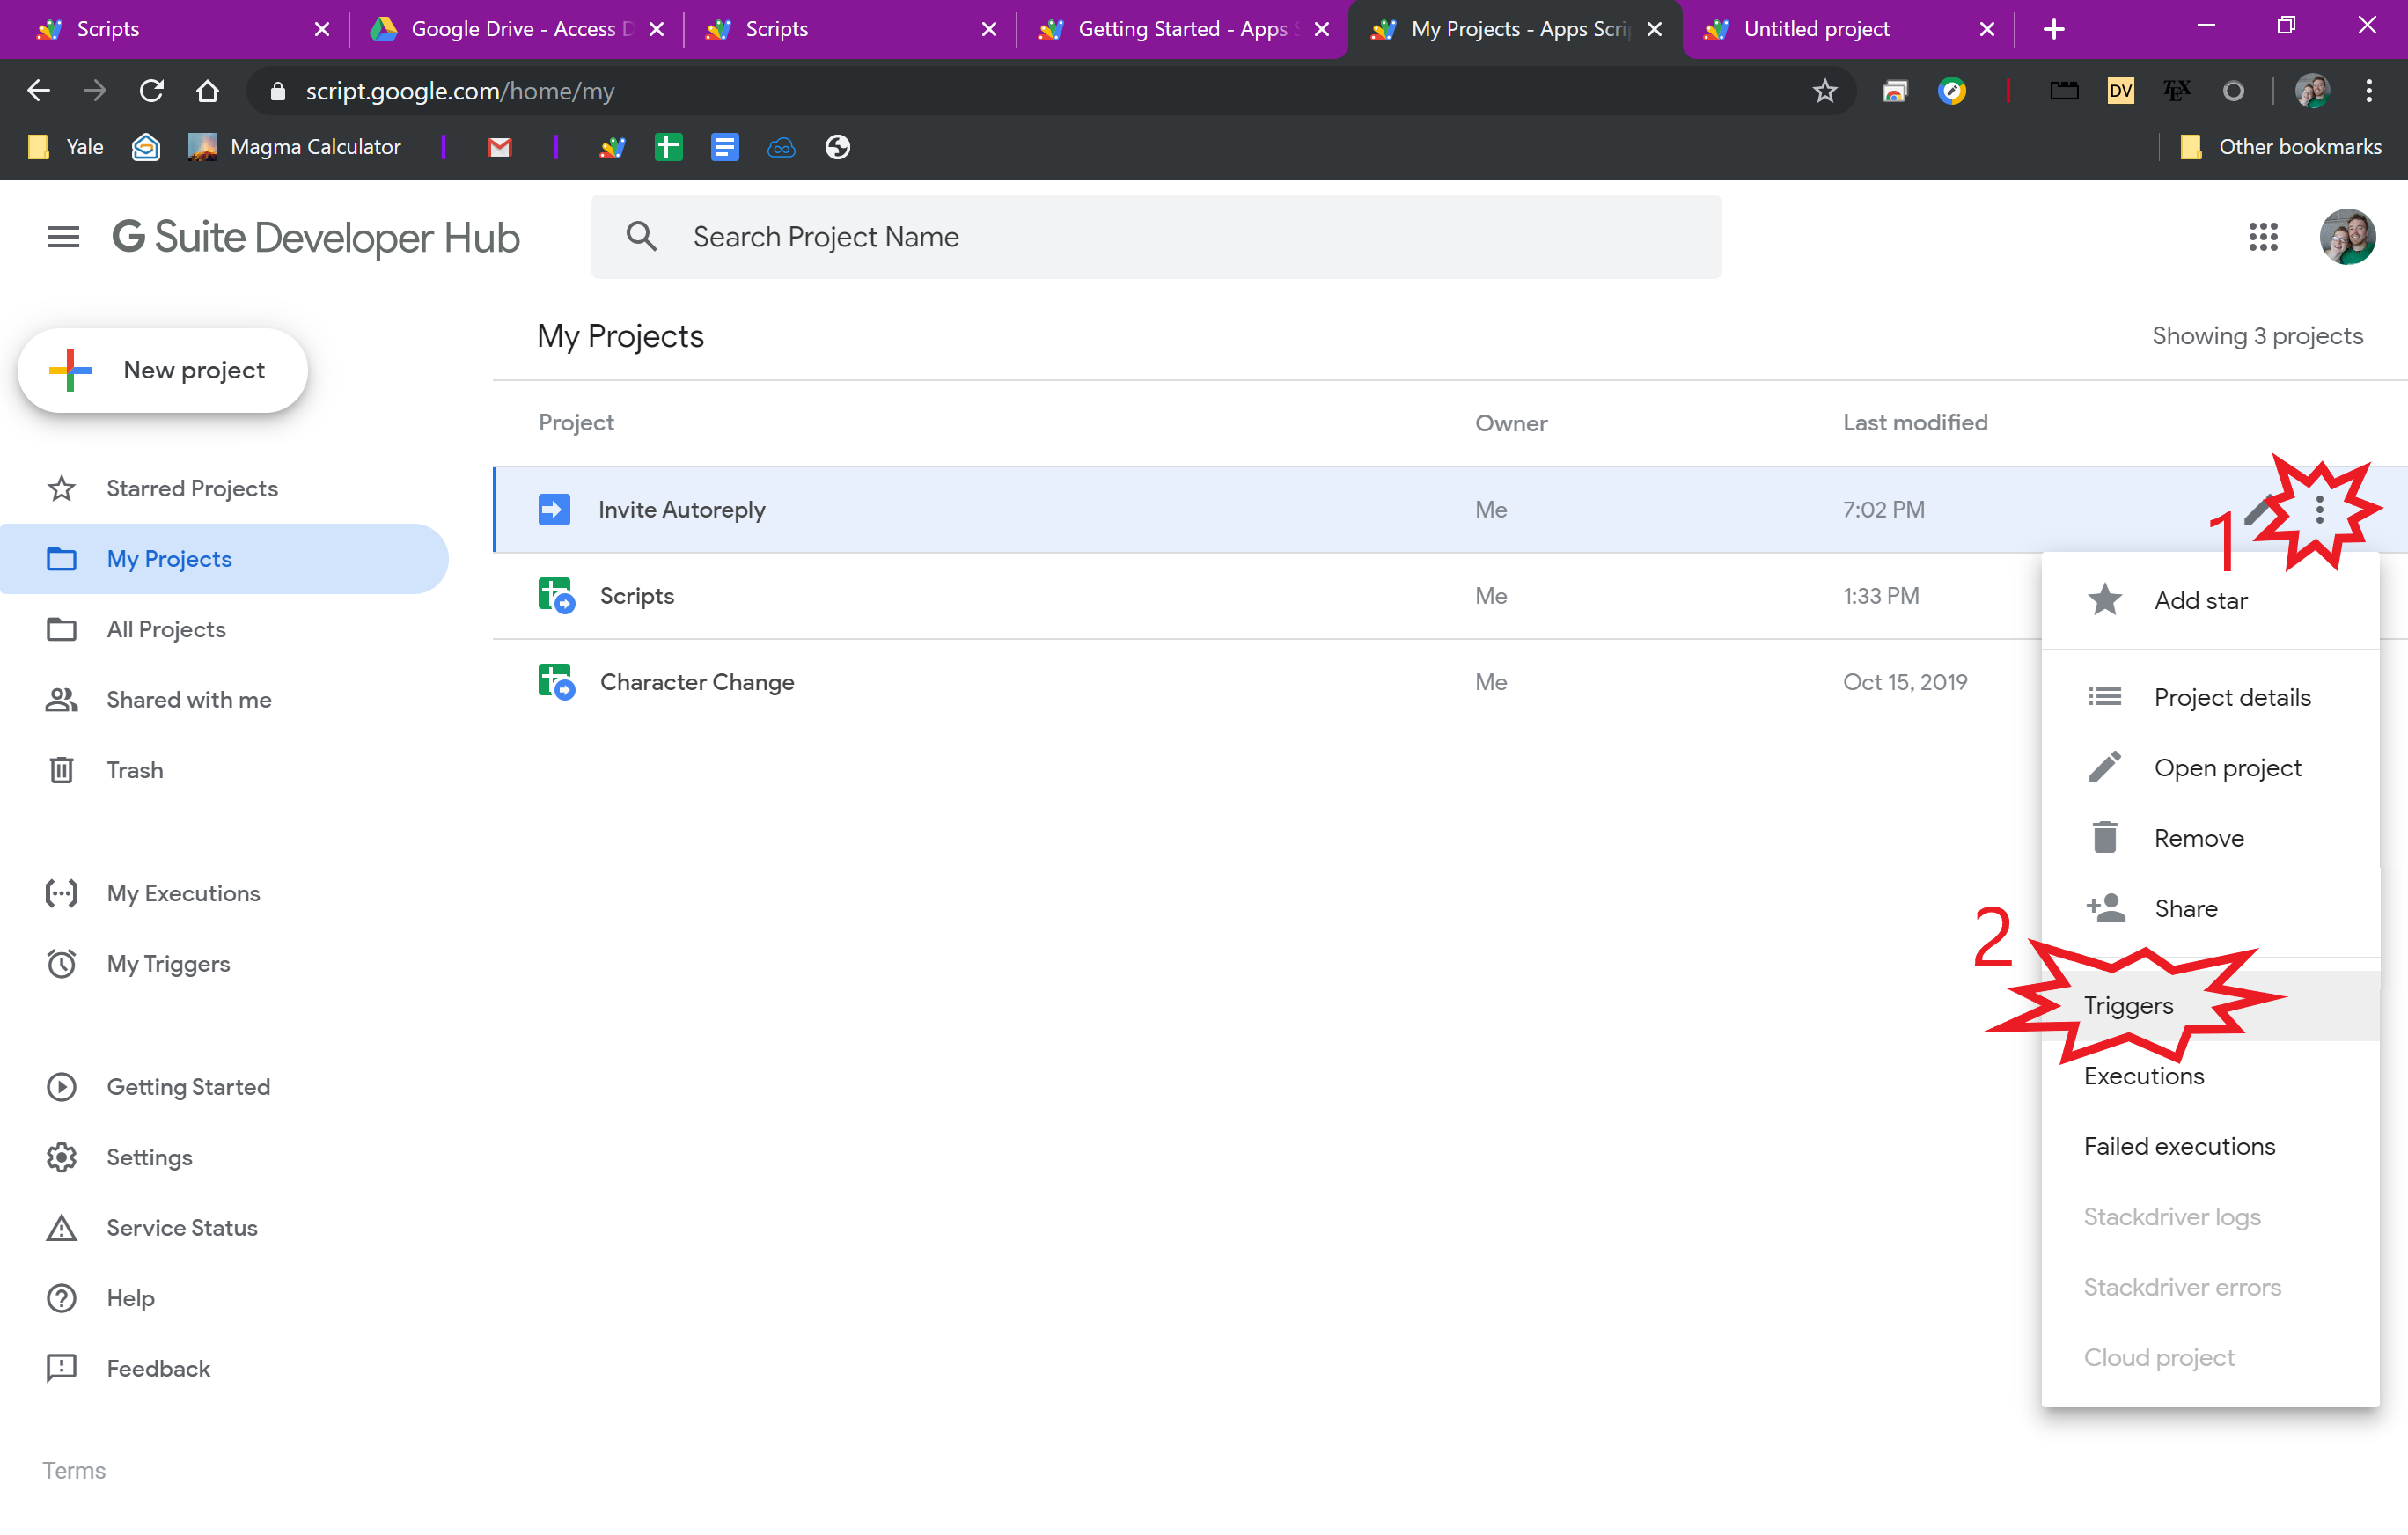 Scripts
Google Drive - Access D
Scripts
Getting Started - Apps S
My Projects - Apps Scri
Untitled project
script.google.com/home/my
DV
TEX
Yale
Magma Calculator
Other bookmarks
G Suite Developer Hub
Search Project Name
New project
My Projects
Showing 3 projects
Project
Owner
Last modified
Starred Projects
My Projects
All Projects
Shared with me
Trash
My Executions
My Triggers
Getting Started
Settings
Service Status
Help
Feedback
Terms
Invite Autoreply
Me
7:02 PM
Scripts
Me
1:33 PM
Character Change
Me
Oct 15, 2019
1
Add star
Project details
Open project
Remove
Share
2
Triggers
Executions
Failed executions
Stackdriver logs
Stackdriver errors
Cloud project